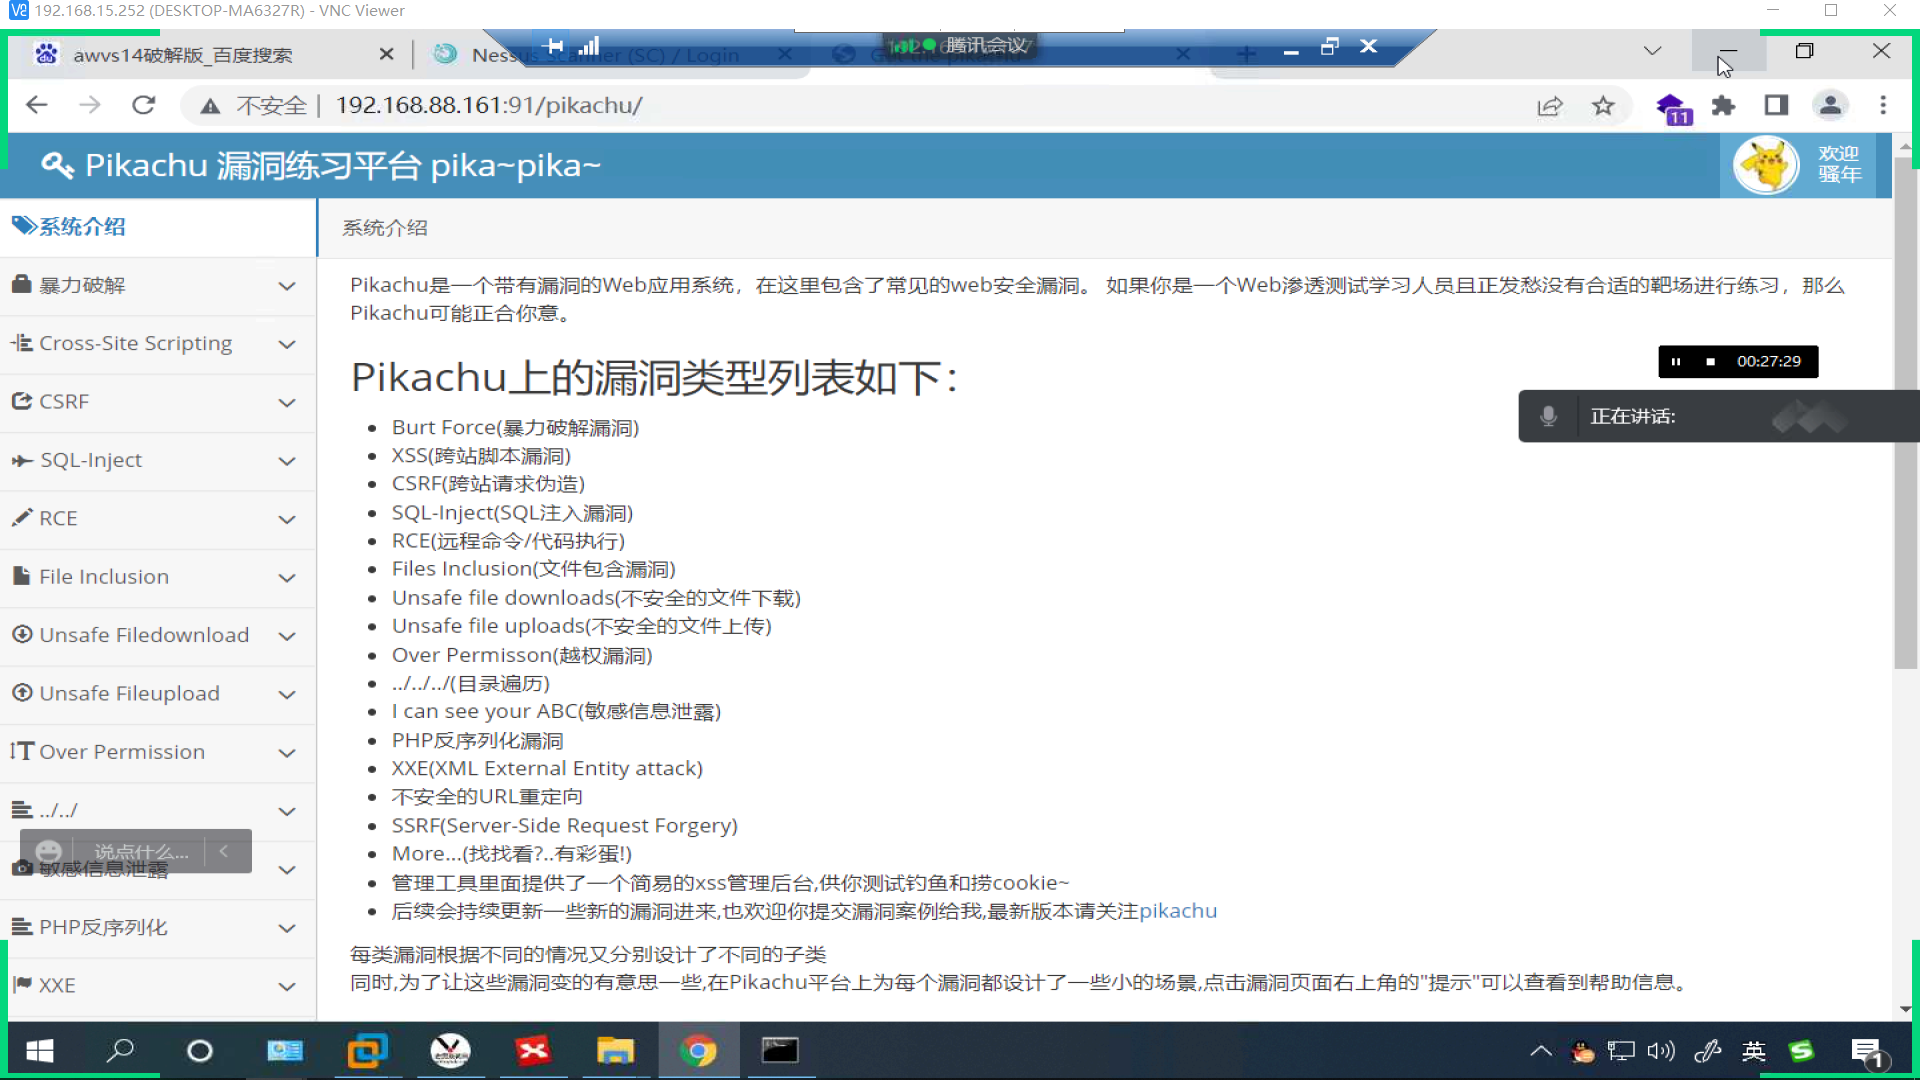 192.168.15.252 (DESKTOP-MA6327R) - VNC Viewer
awvs14破解版_百度搜索
Nessus Scanner (SC) / Login
腾讯会议
不安全
192.168.88.161:91/pikachu/
11
Pikachu 漏洞练习平台 pika~pika~
欢迎
骚年
系统介绍
暴力破解
Cross-Site Scripting
CSRF
SQL-Inject
RCE
File Inclusion
Unsafe Filedownload
Unsafe Fileupload
Over Permission
../../
说点什么...
敏感信息泄露
PHP反序列化
XXE
系统介绍
Pikachu是一个带有漏洞的Web应用系统，在这里包含了常见的web安全漏洞。 如果你是一个Web渗透测试学习人员且正发愁没有合适的靶场进行练习，那么
Pikachu可能正合你意。
Pikachu上的漏洞类型列表如下：
Burt Force(暴力破解漏洞)
XSS(跨站脚本漏洞)
CSRF(跨站请求伪造)
SQL-Inject(SQL注入漏洞)
RCE(远程命令/代码执行)
Files Inclusion(文件包含漏洞)
Unsafe file downloads(不安全的文件下载)
Unsafe file uploads(不安全的文件上传)
Over Permisson(越权漏洞)
../../../(目录遍历)
I can see your ABC(敏感信息泄露)
PHP反序列化漏洞
XXE(XML External Entity attack)
不安全的URL重定向
SSRF(Server-Side Request Forgery)
More...(找找看?..有彩蛋!)
管理工具里面提供了一个简易的xss管理后台,供你测试钓鱼和捞cookie~
后续会持续更新一些新的漏洞进来,也欢迎你提交漏洞案例给我,最新版本请关注pikachu
每类漏洞根据不同的情况又分别设计了不同的子类
同时,为了让这些漏洞变的有意思一些,在Pikachu平台上为每个漏洞都设计了一些小的场景,点击漏洞页面右上角的"提示"可以查看到帮助信息。
00:27:29
正在讲话:
英
1